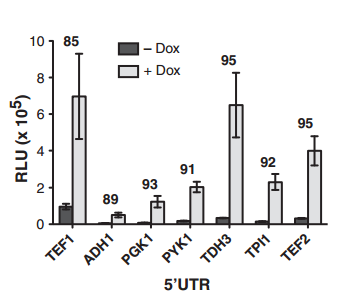 10
8
6
4
2
0
RLU (x 10⁵)
– Dox
+ Dox
85
89
93
91
95
92
95
TEF1
ADH1
PGK1
PYK1
TDH3
TPI1
TEF2
5'UTR